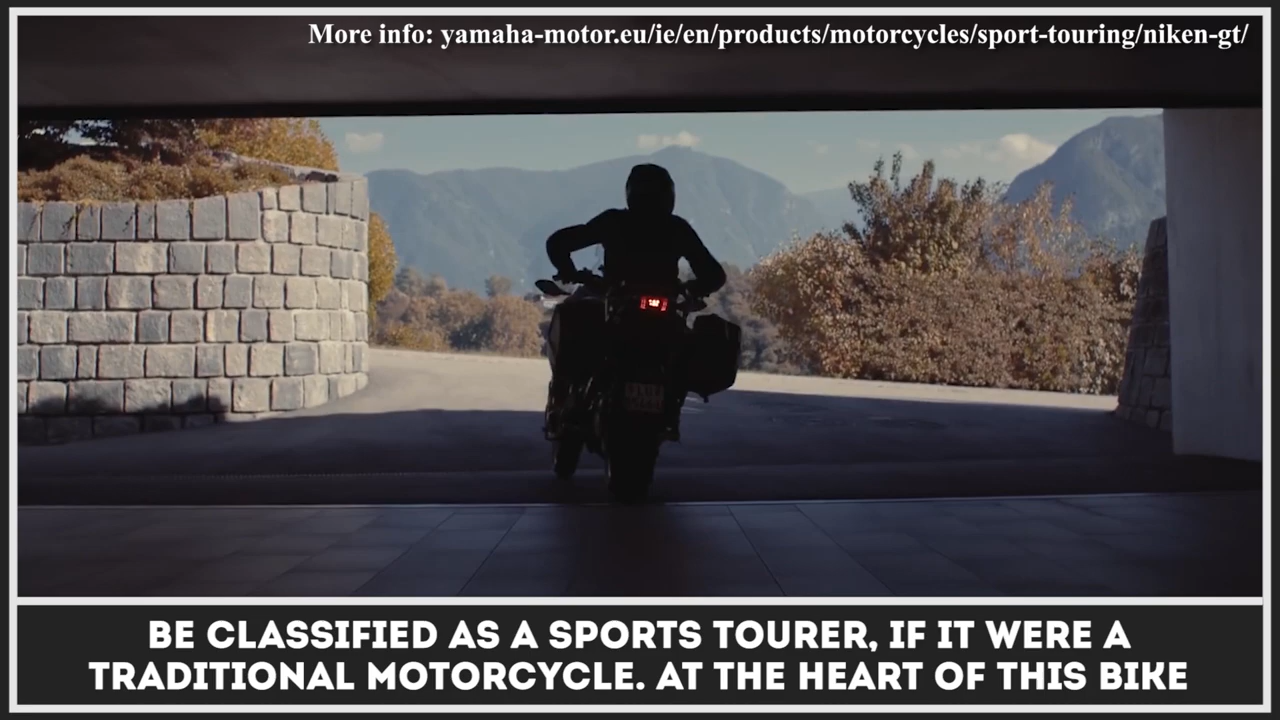 More info: yamaha-motor.eu/ie/en/products/motorcycles/sport-touring/niken-gt/
BE CLASSIFIED AS A SPORTS TOURER, IF IT WERE A
TRADITIONAL MOTORCYCLE. AT THE HEART OF THIS BIKE